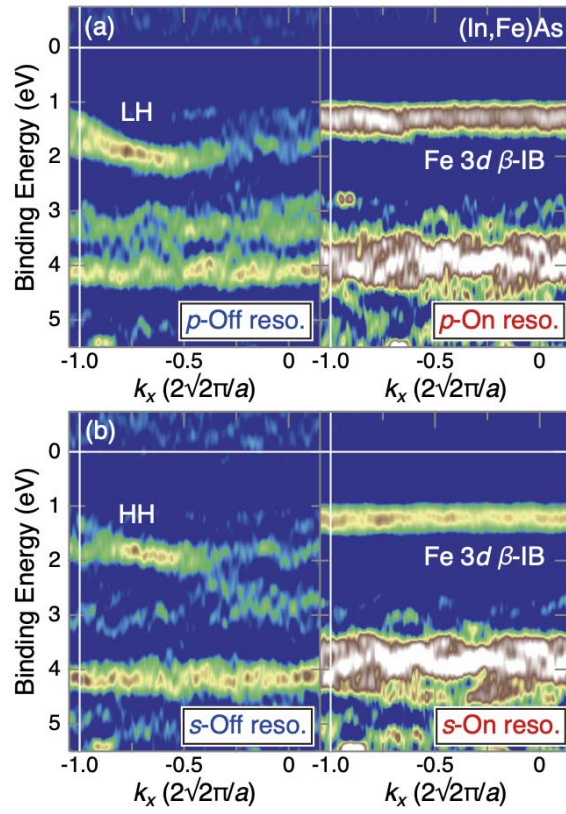 (a)
(In,Fe)As
Binding Energy (eV)
0
1
2
3
4
5
LH
Fe 3d β-IB
p-Off reso.
p-On reso.
-1.0 -0.5 0 -1.0 -0.5 0
kx (2√2π/a) kx (2√2π/a)
(b)
Binding Energy (eV)
0
1
2
3
4
5
HH
Fe 3d β-IB
s-Off reso.
s-On reso.
-1.0 -0.5 0 -1.0 -0.5 0
kx (2√2π/a) kx (2√2π/a)